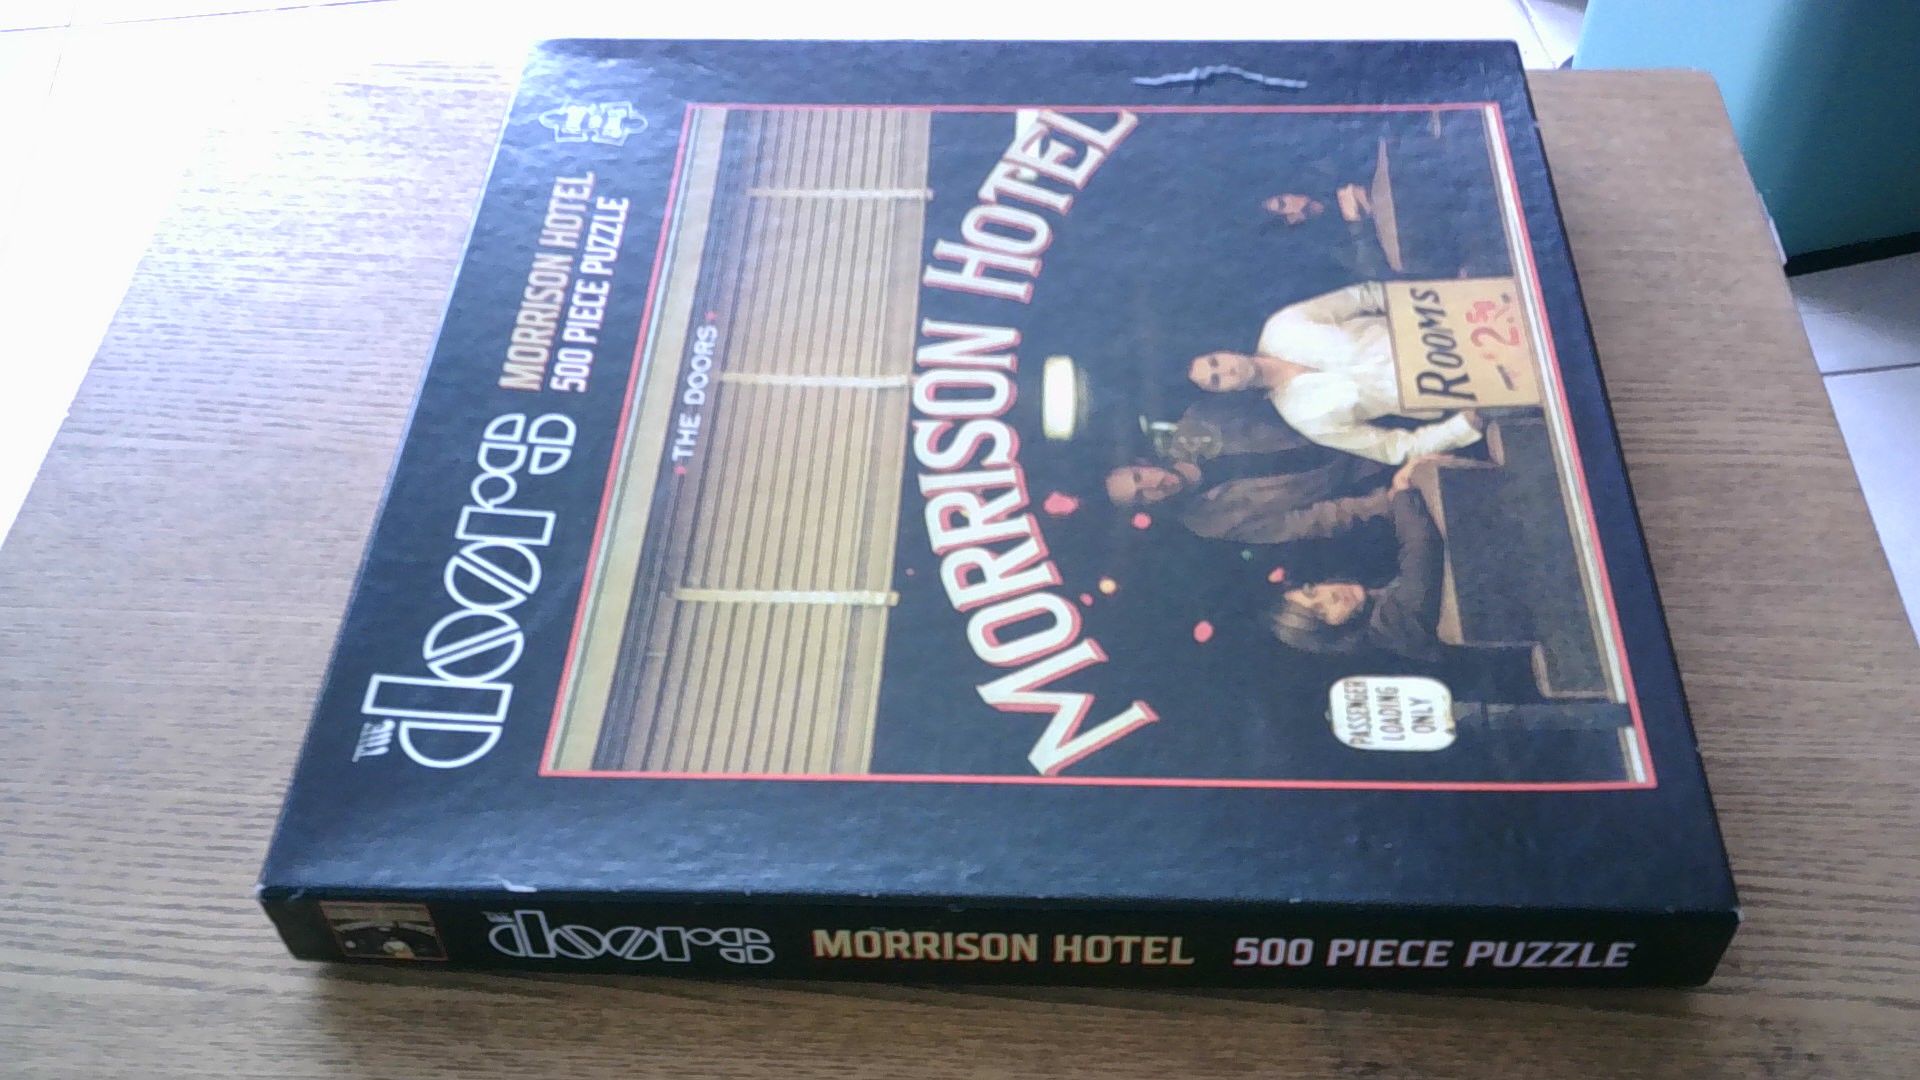 THE
doors
MORRISON HOTEL
500 PIECE PUZZLE
THE DOORS
MORRISON HOTEL
ROOMS
$2.50
PASSENGER
LOADING
ONLY
THE
doors
MORRISON HOTEL 500 PIECE PUZZLE